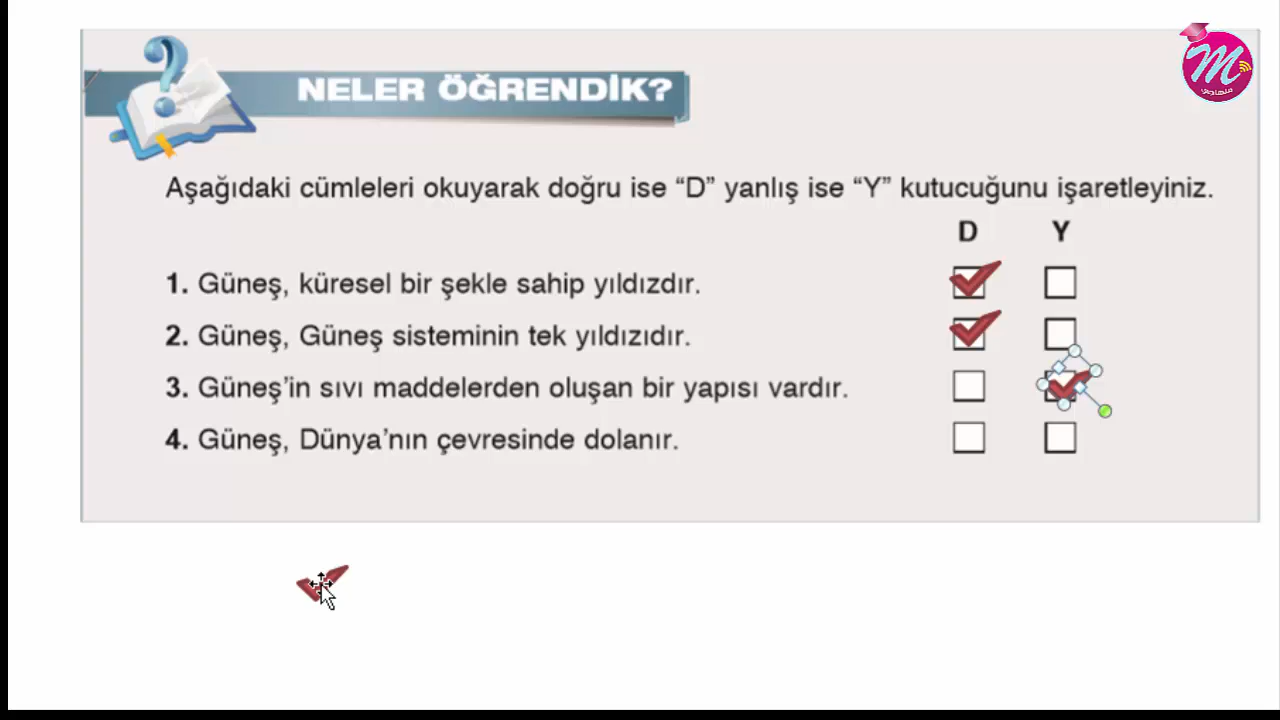 NELER ÖĞRENDİK?
Aşağıdaki cümleleri okuyarak doğru ise “D” yanlış ise “Y” kutucuğunu işaretleyiniz.
D Y
1. Güneş, küresel bir şekle sahip yıldızdır.
2. Güneş, Güneş sisteminin tek yıldızıdır.
3. Güneş’in sıvı maddelerden oluşan bir yapısı vardır.
4. Güneş, Dünya’nın çevresinde dolanır.
M
منهاجي